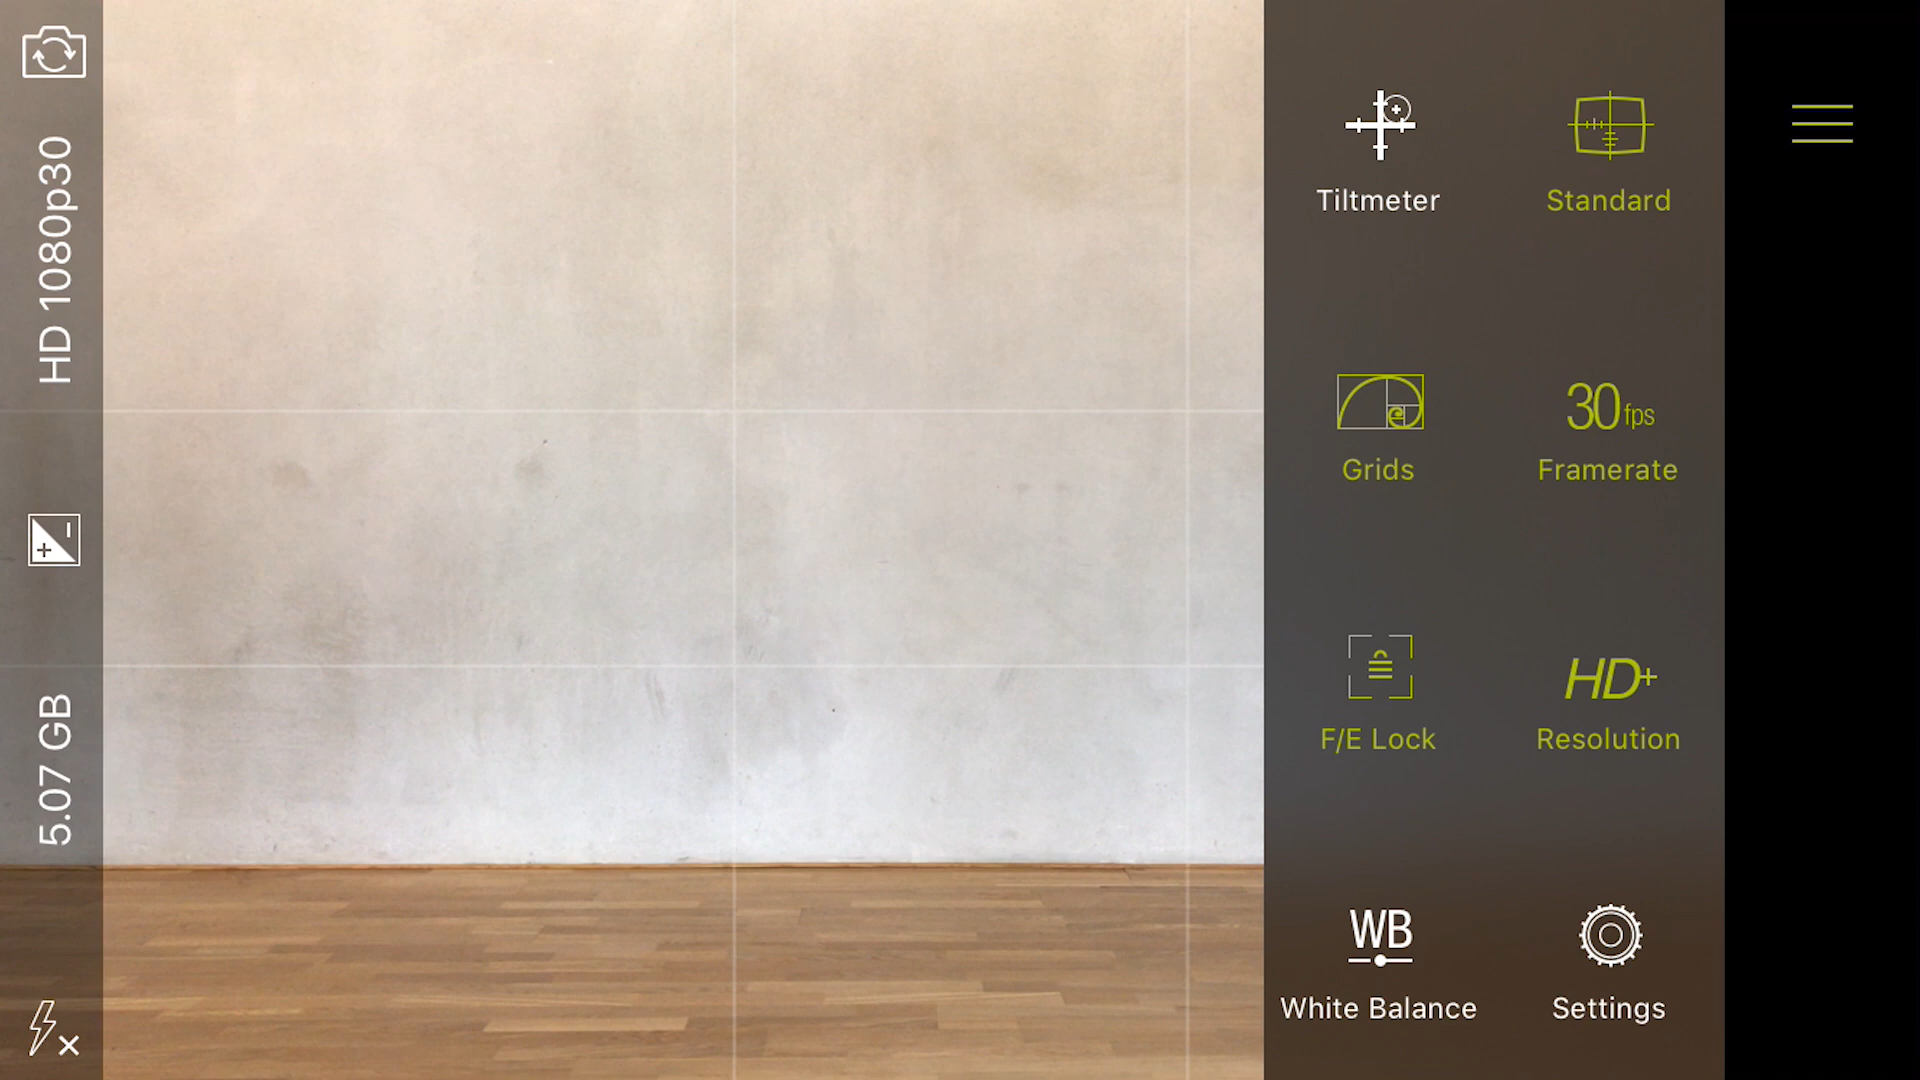 HD 1080p30
5.07 GB
Tiltmeter
Standard
Grids
30fps
Framerate
F/E Lock
HD+
Resolution
WB
White Balance
Settings